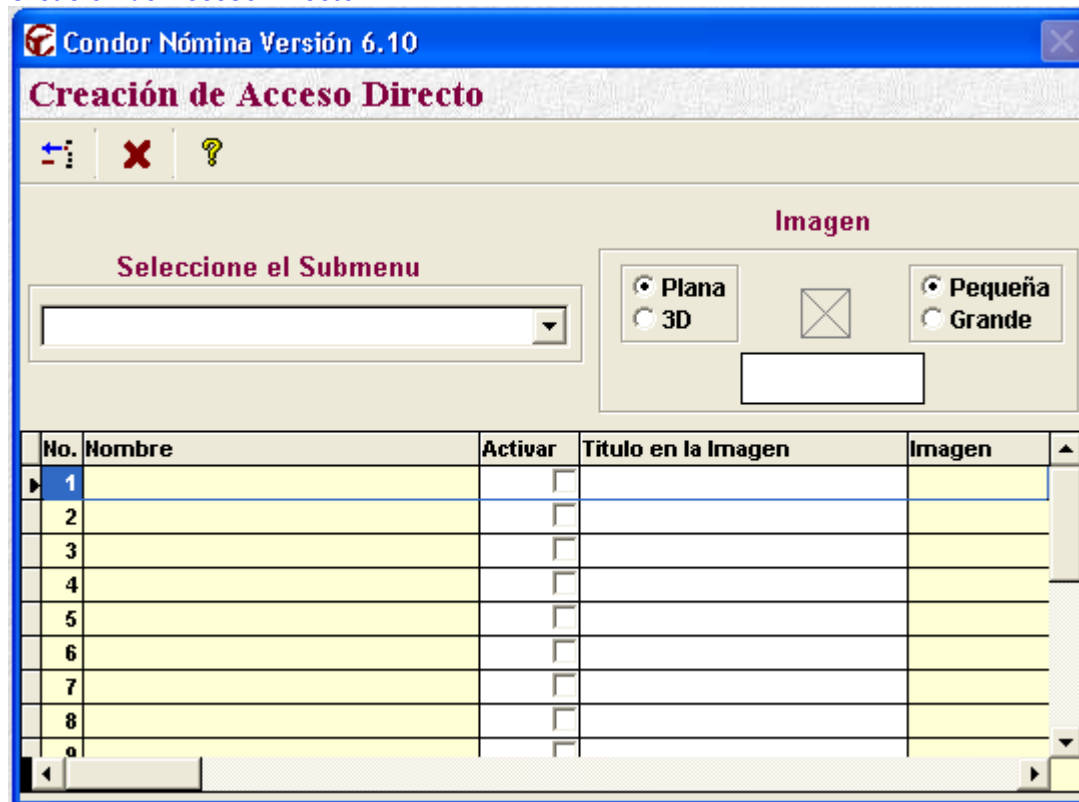 Condor Nómina Versión 6.10
Creación de Acceso Directo
Imagen
Seleccione el Submenu
Plana
3D
Pequeña
Grande
No. Nombre Activar Titulo en la Imagen Imagen
1
2
3
4
5
6
7
8
9